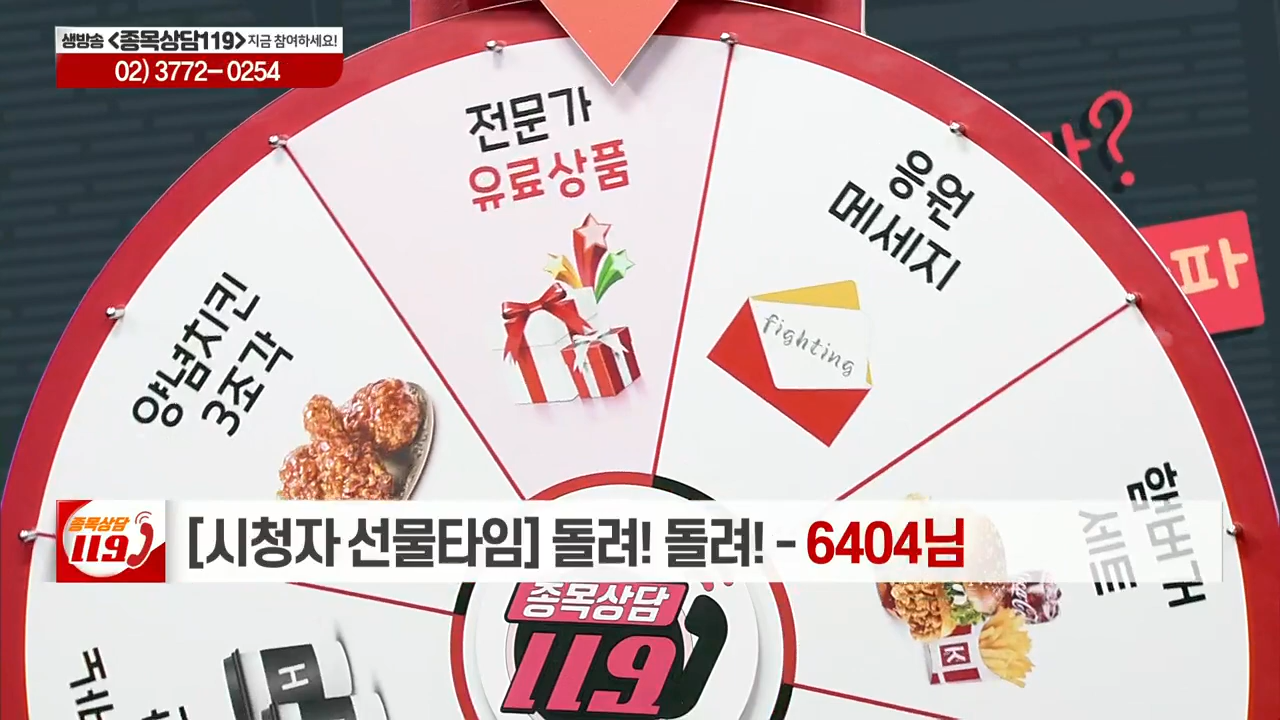 생방송 <종목상담119> 지금 참여하세요!
02) 3772-0254
전문가
유료상품
응원
메세지
fighting
양념치킨
3조각
햄버거
세트
?
파
종목상담
119
[시청자 선물타임] 돌려! 돌려! - 6404님
종목상담
119
H
K